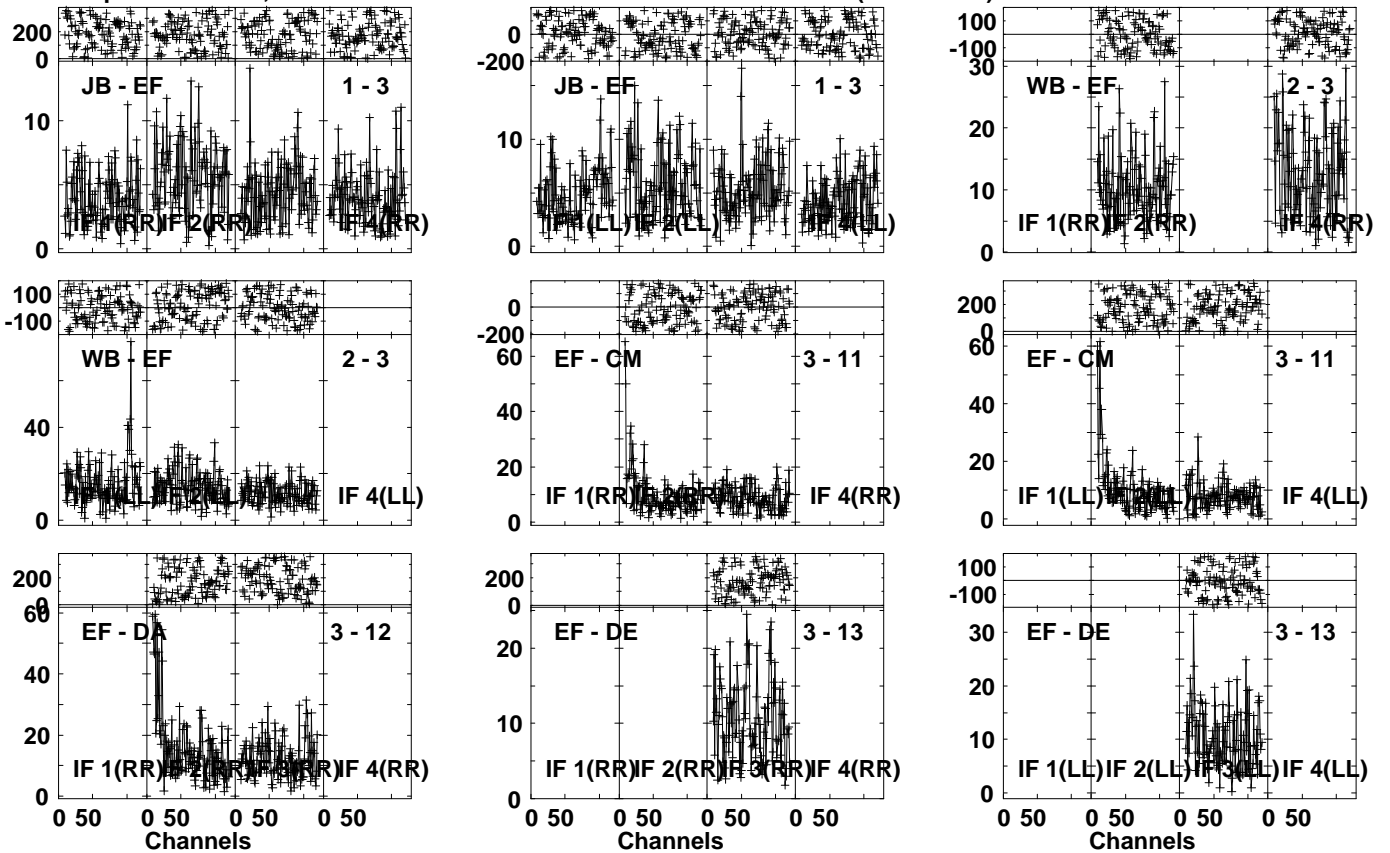 200
0
JB - EF
1 - 3
10
0
IF 1(RR) IF 2(RR) IF 4(RR)
0
-200
JB - EF
1 - 3
10
0
IF 1(LL) IF 2(LL) IF 4(LL)
100
-100
30
WB - EF
2 - 3
20
10
0
IF 1(RR) IF 2(RR) IF 4(RR)
100
-100
WB - EF
2 - 3
40
20
0
IF 2(LL) IF 4(LL)
0
-200
60
EF - CM
3 - 11
40
20
0
IF 1(RR) IF 2(RR) IF 4(RR)
200
0
60
EF - CM
3 - 11
40
20
0
IF 1(LL) IF 2(LL) IF 4(LL)
200
0
60
EF - DA
3 - 12
40
20
0
IF 1(RR) IF 2(RR) IF 3(RR) IF 4(RR)
0 50 0 50 0 50 0 50
Channels
200
0
EF - DE
3 - 13
20
10
0
IF 1(RR) IF 2(RR) IF 3(RR) IF 4(RR)
0 50 0 50 0 50 0 50
Channels
100
-100
30
EF - DE
3 - 13
20
10
0
IF 1(LL) IF 2(LL) IF 3(LL) IF 4(LL)
0 50 0 50 0 50 0 50
Channels